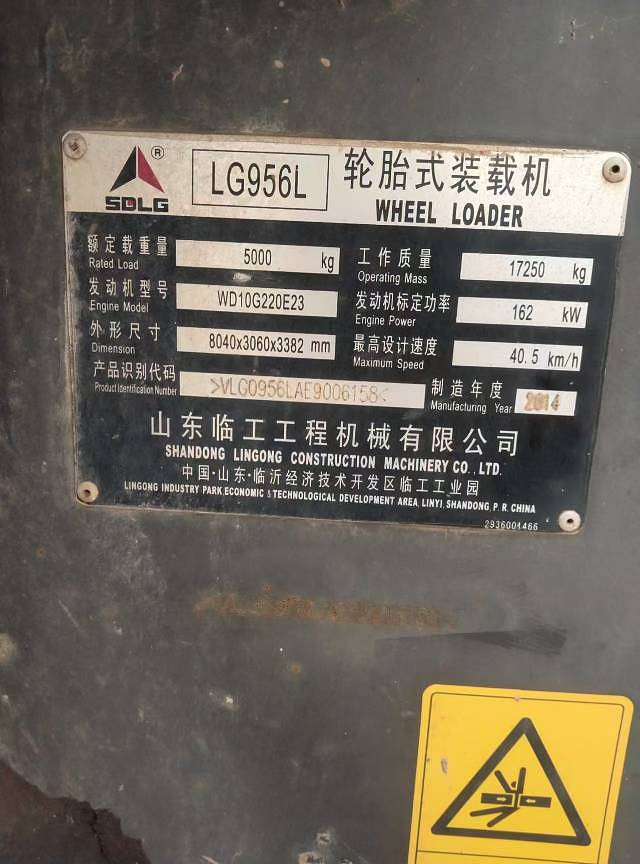 ®
SDLG
LG956L
轮胎式装载机
WHEEL LOADER
额定载重量 5000 kg
Rated Load
工作质量 17250 kg
Operating Mass
发动机型号 WD10G220E23
Engine Model
发动机标定功率 162 kW
Engine Power
外形尺寸 8040x3060x3382 mm
Dimension
最高设计速度 40.5 km/h
Maximum Speed
产品识别代码 >VLG0956LAE9006158<
Product Identification Number
制造年度 2014
Manufacturing Year
山东临工工程机械有限公司
SHANDONG LINGONG CONSTRUCTION MACHINERY CO., LTD.
中国·山东·临沂经济技术开发区临工工业园
LINGONG INDUSTRY PARK,ECONOMIC & TECHNOLOGICAL DEVELOPMENT AREA, LINYI, SHANDONG, P. R. CHINA
2936001466